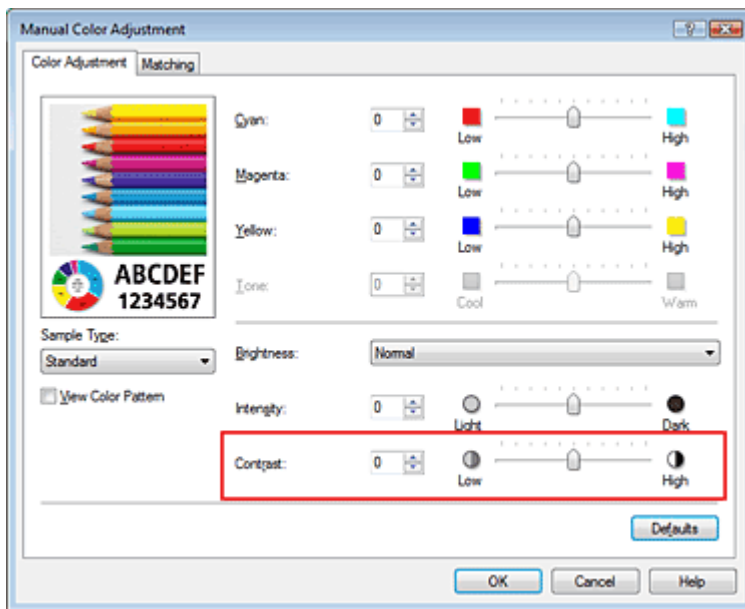 Manual Color Adjustment
Color Adjustment
Matching
Cyan:
0
Low
High
Magenta:
0
Low
High
Yellow:
0
Low
High
Tone:
0
Cool
Warm
ABCDEF
1234567
Sample Type:
Standard
View Color Pattern
Brightness:
Normal
Intensity:
0
Light
Dark
Contrast:
0
Low
High
Defaults
OK
Cancel
Help